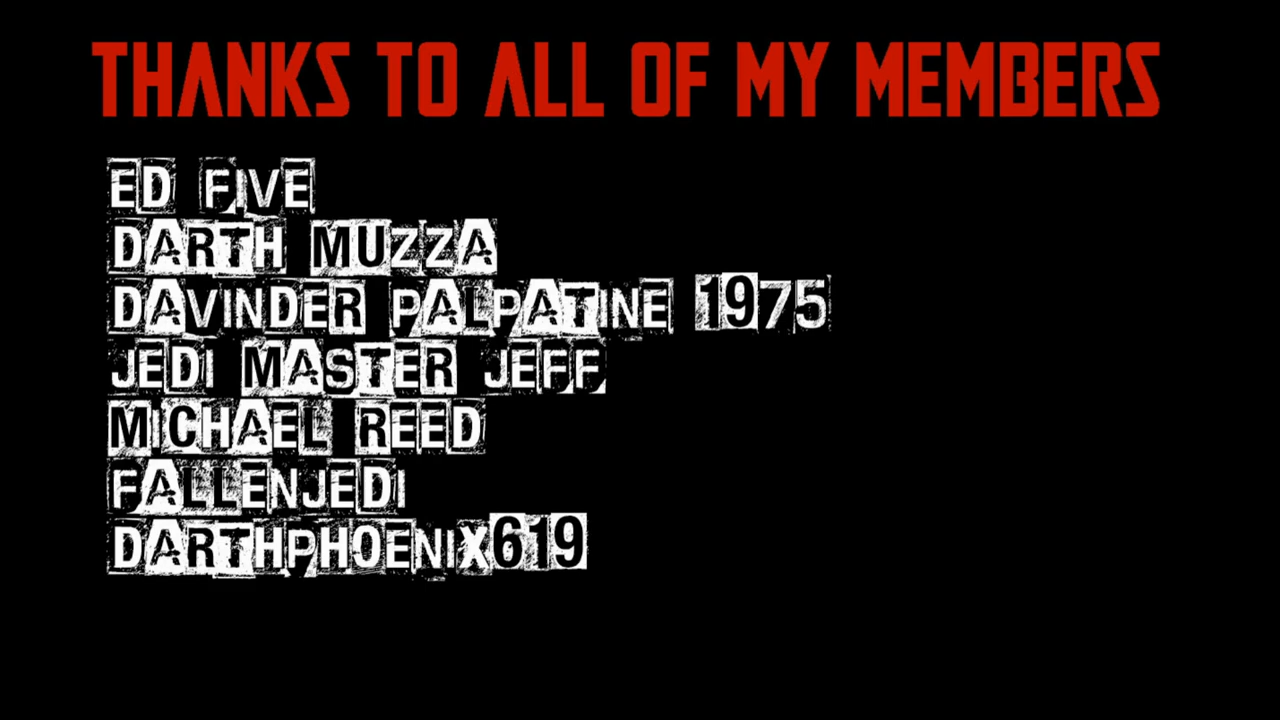 THANKS TO ALL OF MY MEMBERS
ED FIVE
DARTH MUZZA
DAVINDER PALPATINE 1975
JEDI MASTER JEFF
MICHAEL REED
FALLENJEDI
DARTHPHOENIX619